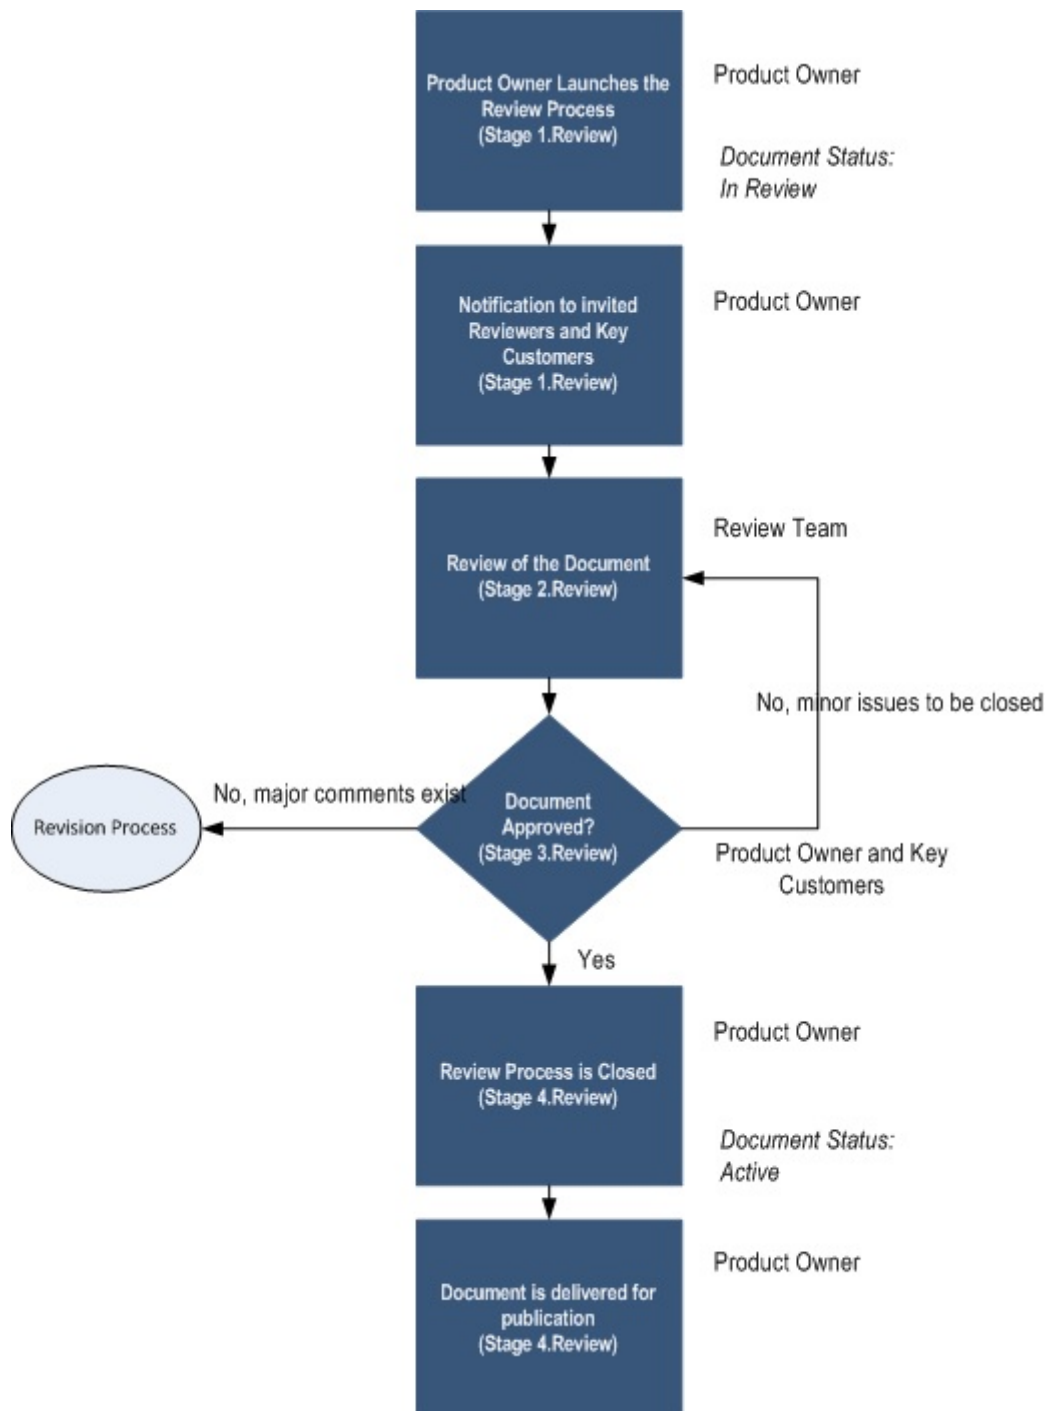 Product Owner Launches the
Review Process
(Stage 1.Review)
Product Owner
Document Status:
In Review
Notification to invited
Reviewers and Key
Customers
(Stage 1.Review)
Product Owner
Review of the Document
(Stage 2.Review)
Review Team
No, minor issues to be closed
No, major comments exist
Revision Process
Document
Approved?
(Stage 3.Review)
Product Owner and Key
Customers
Yes
Review Process is Closed
(Stage 4.Review)
Product Owner
Document Status:
Active
Document is delivered for
publication
(Stage 4.Review)
Product Owner